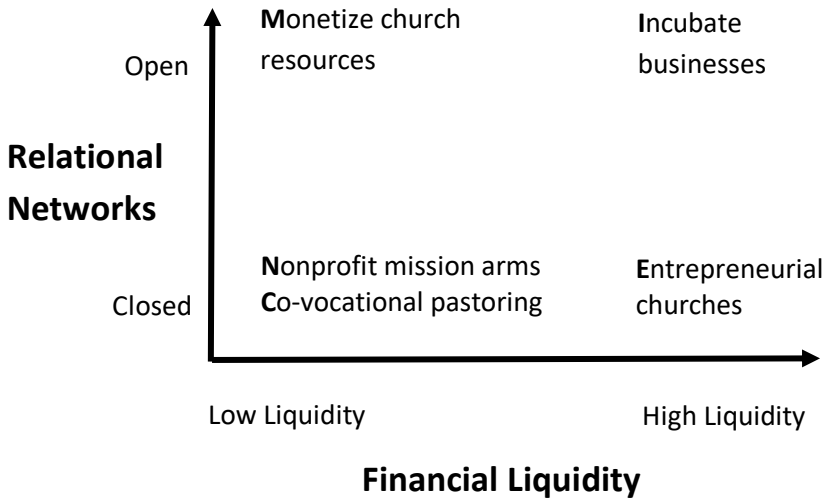 Monetize church
resources
Incubate
businesses
Open
Relational
Networks
Nonprofit mission arms
Co-vocational pastoring
Entrepreneurial
churches
Closed
Low Liquidity
High Liquidity
Financial Liquidity